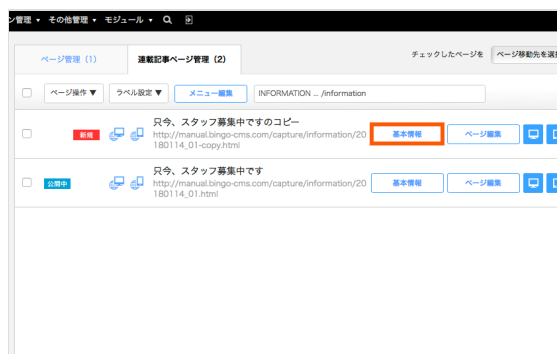 ン管理 ▼ その他管理 ▼ モジュール ▼
ページ管理（1） 連載記事ページ管理（2） チェックしたページを ページ移動先を選
ページ操作 ▼ ラベル設定 ▼ メニュー編集 INFORMATION ... /information
新規 只今、スタッフ募集中ですのコピー
http://manual.bingo-cms.com/capture/information/20
180114_01-copy.html
基本情報 ページ編集
公開中 只今、スタッフ募集中です
http://manual.bingo-cms.com/capture/information/20
180114_01.html
基本情報 ページ編集